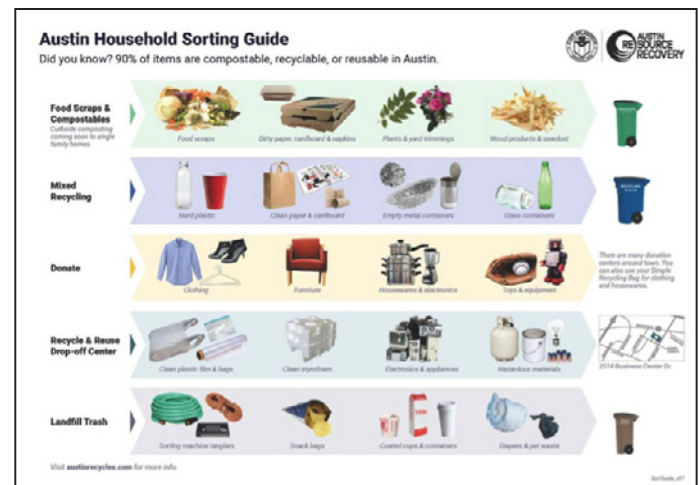 Austin Household Sorting Guide
Did you know? 90% of items are compostable, recyclable, or reusable in Austin.
AUSTIN
RESOURCE
RECOVERY
Food Scraps &
Compostables
Curbside composting
coming soon to single
family homes.
Food scraps
Dirty paper, cardboard & napkins
Plants & yard trimmings
Wood products & sawdust
Mixed
Recycling
Hard plastic
Clean paper & cardboard
Empty metal containers
Glass containers
Donate
Clothing
Furniture
Housewares & electronics
Toys & equipment
There are many donation
centers around town. You
can also use your Simple
Recycling Bag for clothing
and housewares.
Recycle & Reuse
Drop-off Center
Clean plastic film & bags
Clean styrofoam
Electronics & appliances
Hazardous materials
2514 Business Center Dr.
Landfill Trash
Sorting machine tanglers
Snack bags
Coated cups & containers
Diapers & pet waste
Visit austinrecycles.com for more info.